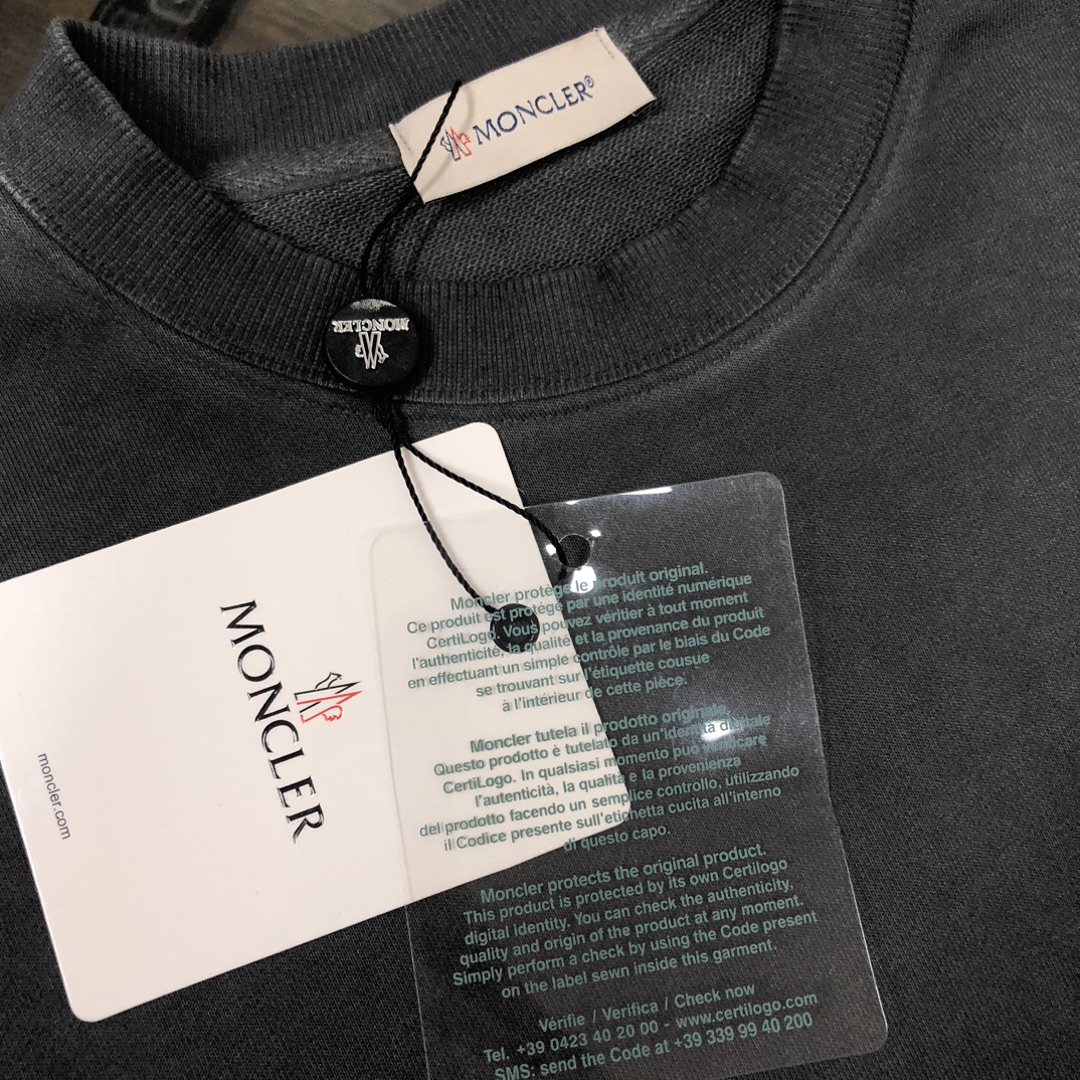 MONCLER®
MONCLER
MONCLER
moncler.com
Moncler protège le produit original.
Ce produit est protégé par une identité numérique
CertiLogo. Vous pouvez véritier à tout moment
l'authenticité, la qualité et la provenance du produit
en effectuant un simple contrôle par le biais du Code
se trouvant sur l'étiquette cousue
à l'intérieur de cette pièce.
Moncler tutela il prodotto originale.
Questo prodotto è tutelato da un'identità digitale
CertiLogo. In qualsiasi momento può verificare
l'autenticità, la qualità e la provenienza
del prodotto facendo un semplice controllo, utilizzando
il Codice presente sull'etichetta cucita all'interno
di questo capo.
Moncler protects the original product.
This product is protected by its own Certilogo
digital identity. You can check the authenticity,
quality and origin of the product at any moment.
Simply perform a check by using the Code present
on the label sewn inside this garment.
Vérifie / Verifica / Check now
Tel. +39 0423 40 20 00 - www.certilogo.com
SMS: send the Code at +39 339 99 40 200